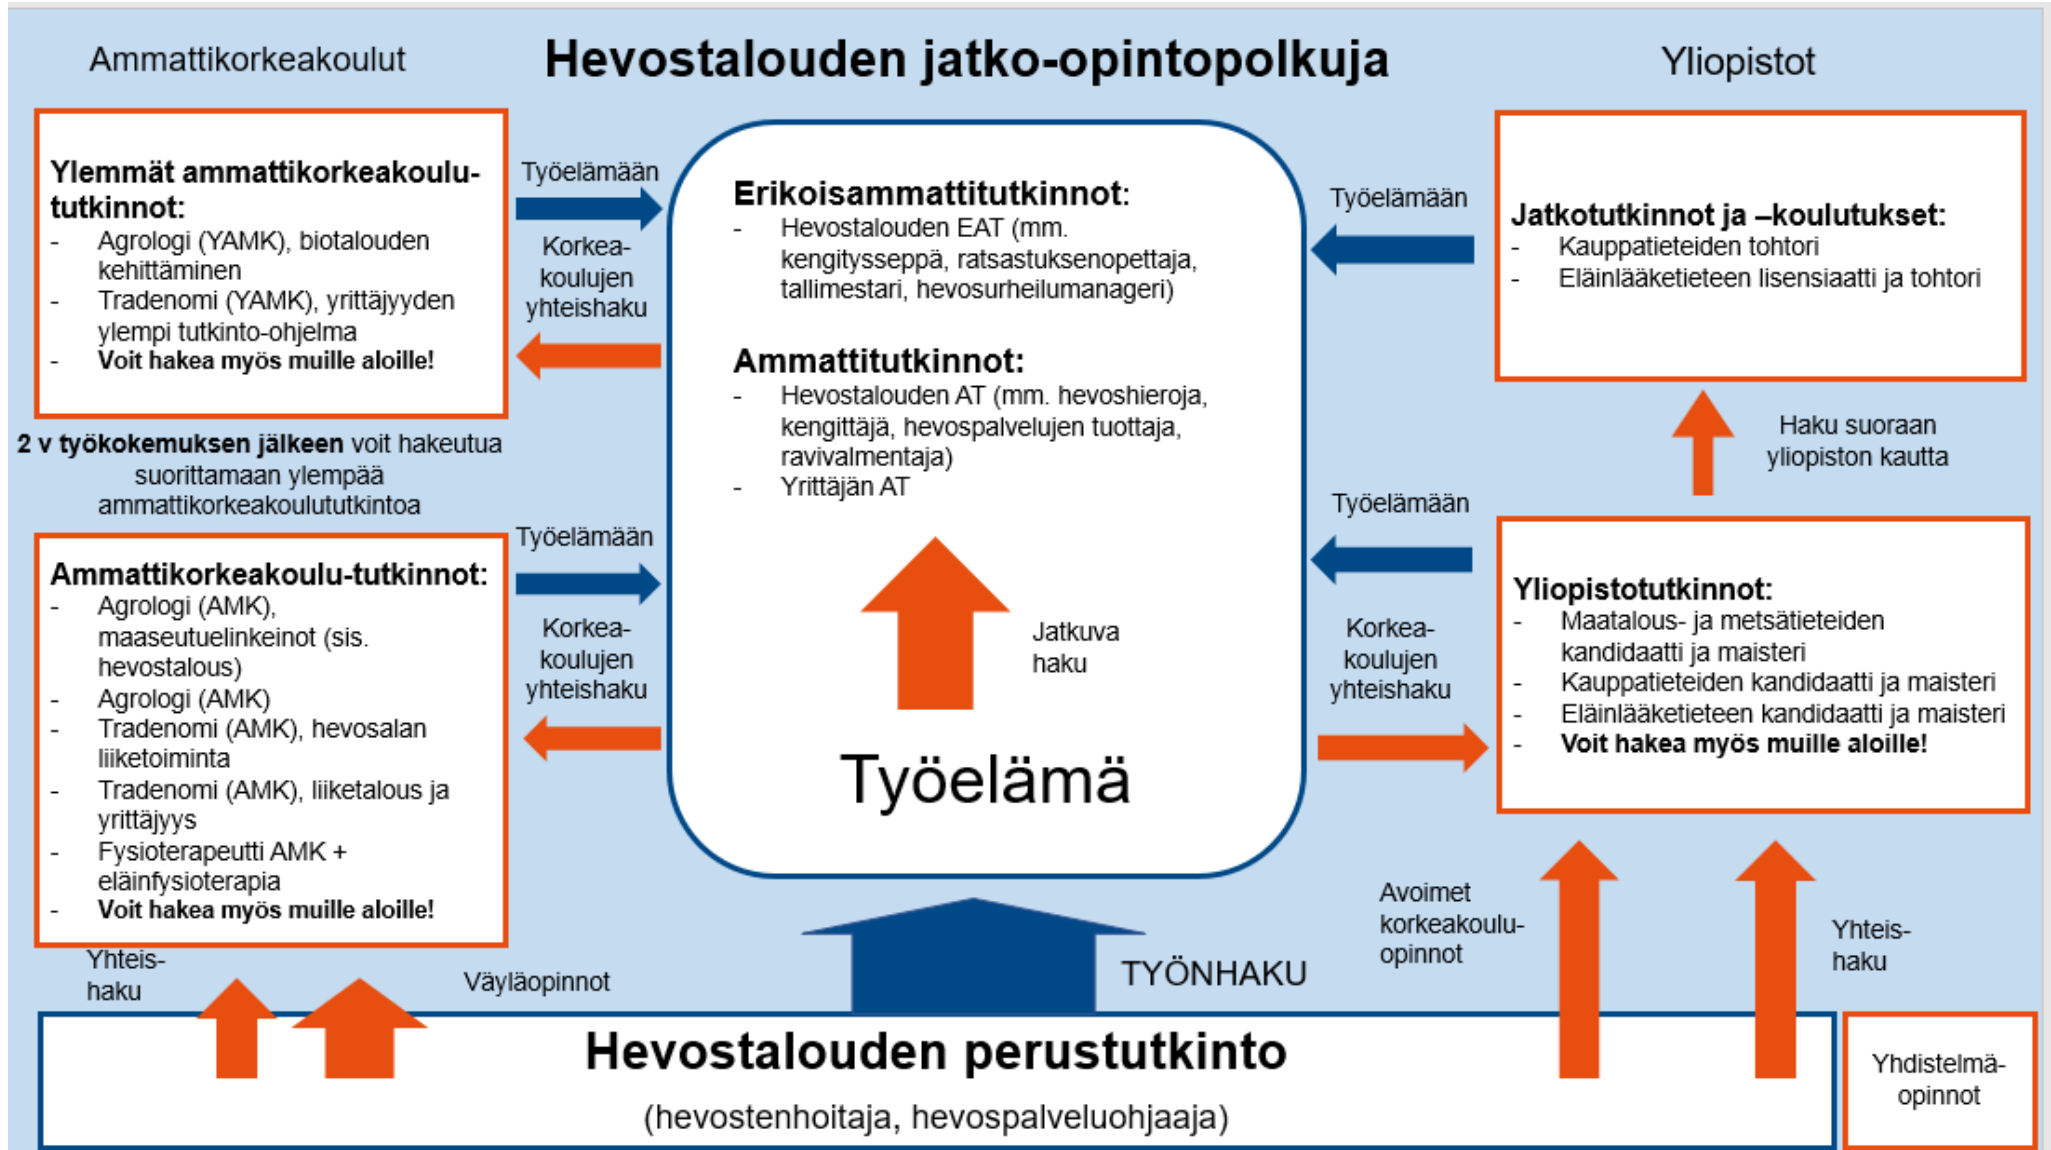 Ammattikorkeakoulut
Hevostalouden jatko-opintopolkuja
Yliopistot
Ylemmät ammattikorkeakoulu-
tutkinnot:
- Agrologi (YAMK), biotalouden
kehittäminen
- Tradenomi (YAMK), yrittäjyyden
ylempi tutkinto-ohjelma
- Voit hakea myös muille aloille!
2 v työkokemuksen jälkeen voit hakeutua
suorittamaan ylempää
ammattikorkeakoulututkintoa
Ammattikorkeakoulu-tutkinnot:
- Agrologi (AMK),
maaseutuelinkeinot (sis.
hevostalous)
- Agrologi (AMK)
- Tradenomi (AMK), hevosalan
liiketoiminta
- Tradenomi (AMK), liiketalous ja
yrittäjyys
- Fysioterapeutti AMK +
eläinfysioterapia
- Voit hakea myös muille aloille!
Yhteis-
haku
Väyläopinnot
Työelämään
Korkea-
koulujen
yhteishaku
Työelämään
Korkea-
koulujen
yhteishaku
Erikoisammattitutkinnot:
- Hevostalouden EAT (mm.
kengitysseppä, ratsastuksenopettaja,
tallimestari, hevosurheilumanageri)
Ammattitutkinnot:
- Hevostalouden AT (mm. hevoshieroja,
kengittäjä, hevospalvelujen tuottaja,
ravivalmentaja)
- Yrittäjän AT
Jatkuva
haku
Työelämä
TYÖNHAKU
Työelämään
Jatkotutkinnot ja –koulutukset:
- Kauppatieteiden tohtori
- Eläinlääketieteen lisensiaatti ja tohtori
Haku suoraan
yliopiston kautta
Työelämään
Korkea-
koulujen
yhteishaku
Yliopistotutkinnot:
- Maatalous- ja metsätieteiden
kandidaatti ja maisteri
- Kauppatieteiden kandidaatti ja maisteri
- Eläinlääketieteen kandidaatti ja maisteri
- Voit hakea myös muille aloille!
Avoimet
korkeakoulu-
opinnot
Yhteis-
haku
Hevostalouden perustutkinto
(hevostenhoitaja, hevospalveluohjaaja)
Yhdistelmä-
opinnot